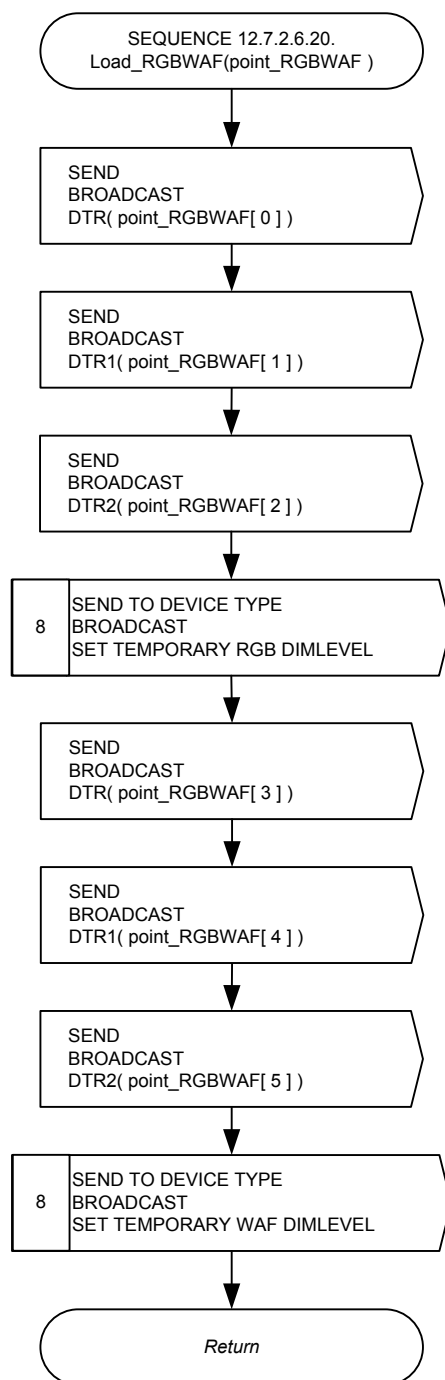 SEQUENCE 12.7.2.6.20.
Load_RGBWAF(point_RGBWAF )
SEND
BROADCAST
DTR( point_RGBWAF[ 0 ] )
SEND
BROADCAST
DTR1( point_RGBWAF[ 1 ] )
SEND
BROADCAST
DTR2( point_RGBWAF[ 2 ] )
8
SEND TO DEVICE TYPE
BROADCAST
SET TEMPORARY RGB DIMLEVEL
SEND
BROADCAST
DTR( point_RGBWAF[ 3 ] )
SEND
BROADCAST
DTR1( point_RGBWAF[ 4 ] )
SEND
BROADCAST
DTR2( point_RGBWAF[ 5 ] )
8
SEND TO DEVICE TYPE
BROADCAST
SET TEMPORARY WAF DIMLEVEL
Return